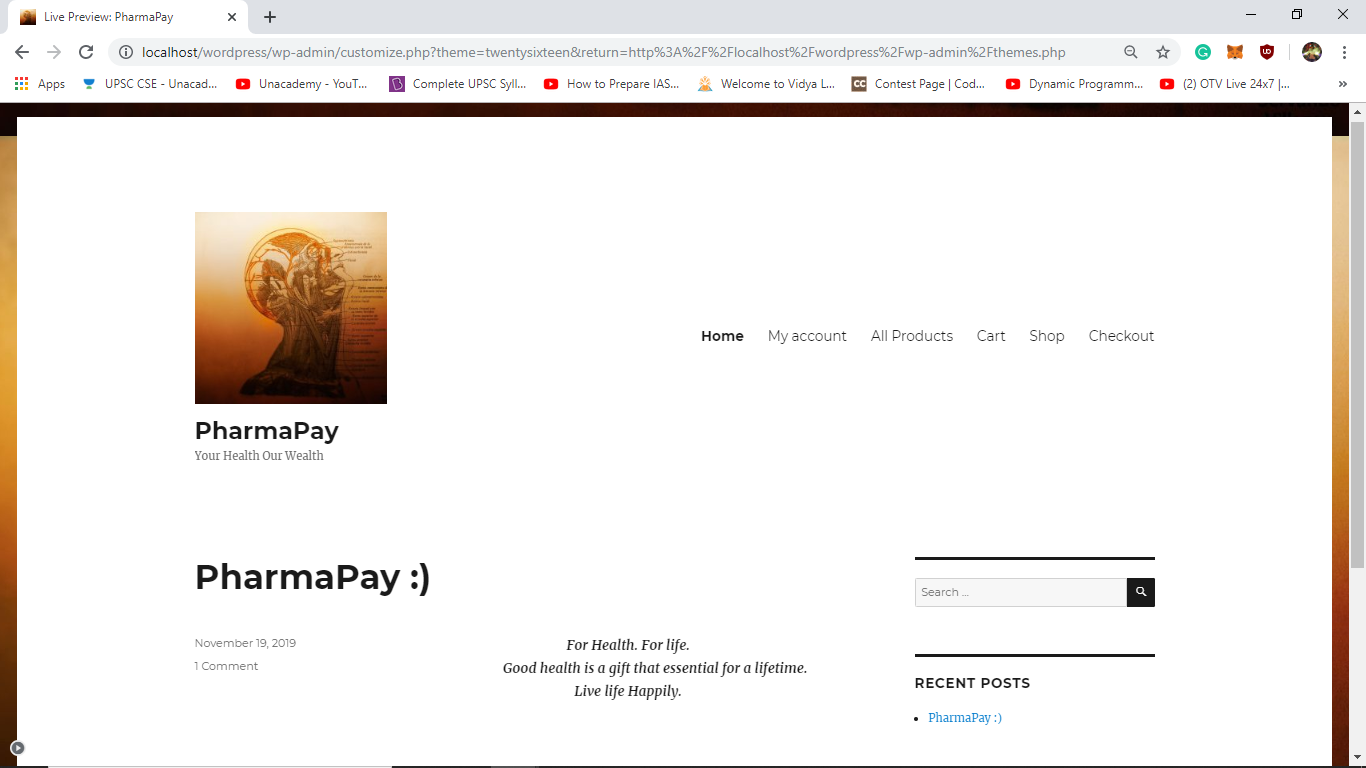 Live Preview: PharmaPay
localhost/wordpress/wp-admin/customize.php?theme=twentysixteen&return=http%3A%2F%2Flocalhost%2Fwordpress%2Fwp-admin%2Fthemes.php
Apps UPSC CSE - Unacad... Unacademy - YouT... Complete UPSC Syll... How to Prepare IAS... Welcome to Vidya L... Contest Page | Cod... Dynamic Programm... (2) OTV Live 24x7 |... »
Home My account All Products Cart Shop Checkout
PharmaPay
Your Health Our Wealth
PharmaPay :)
Search …
November 19, 2019
1 Comment
For Health. For life.
Good health is a gift that essential for a lifetime.
Live life Happily.
RECENT POSTS
PharmaPay :)